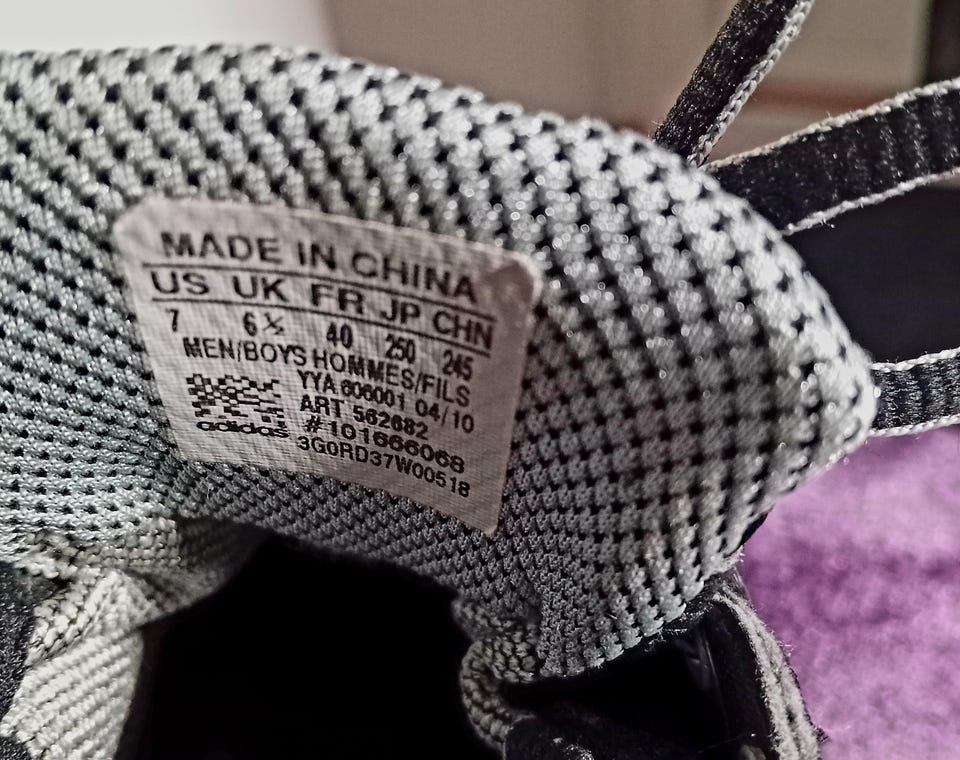 MADE IN CHINA
US UK FR JP CHN
7 6½ 40 250 245
MEN/BOYS HOMMES/FILS
YYA 606001 04/10
ART 562682
#101666068
adidas
3G0RD37W00518